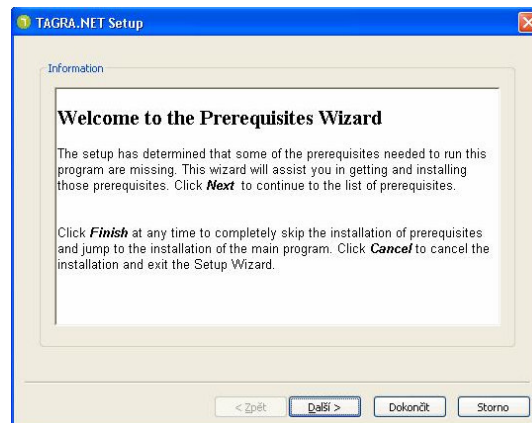 TAGRA.NET Setup
Information
Welcome to the Prerequisites Wizard
The setup has determined that some of the prerequisites needed to run this
program are missing. This wizard will assist you in getting and installing
those prerequisites. Click Next to continue to the list of prerequisites.
Click Finish at any time to completely skip the installation of prerequisites
and jump to the installation of the main program. Click Cancel to cancel the
installation and exit the Setup Wizard.
< Zpět
Další >
Dokončit
Storno